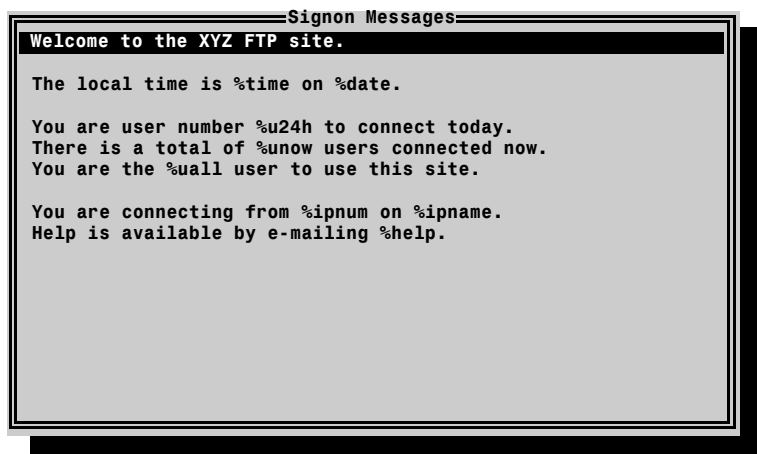 Signon Messages
Welcome to the XYZ FTP site.
The local time is %time on %date.
You are user number %u24h to connect today.
There is a total of %unow users connected now.
You are the %uall user to use this site.
You are connecting from %ipnum on %ipname.
Help is available by e-mailing %help.